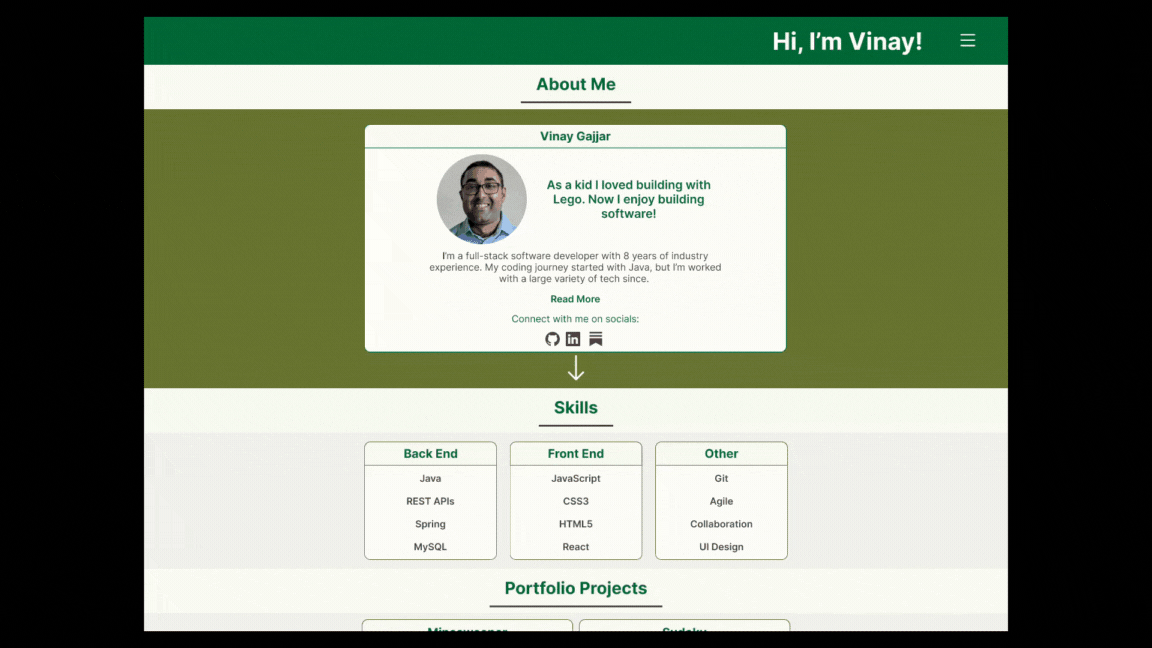 Hi, I’m Vinay!
About Me
Vinay Gajjar
As a kid I loved building with
Lego. Now I enjoy building
software!
I’m a full-stack software developer with 8 years of industry
experience. My coding journey started with Java, but I’m worked
with a large variety of tech since.
Read More
Connect with me on socials:
in
Skills
Back End
Java
REST APIs
Spring
MySQL
Front End
JavaScript
CSS3
HTML5
React
Other
Git
Agile
Collaboration
UI Design
Portfolio Projects
Minesweeper
Sudoku